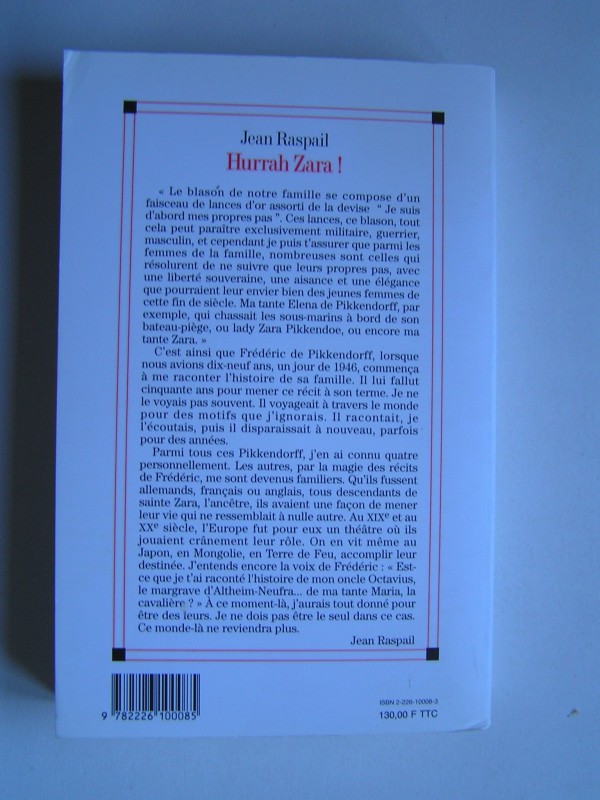 Jean Raspail
Hurrah Zara !
« Le blason de notre famille se compose d'un
faisceau de lances d'or assorti de la devise " Je suis
d'abord mes propres pas ". Ces lances, ce blason, tout
cela peut paraître exclusivement militaire, guerrier,
masculin, et cependant je puis t'assurer que parmi les
femmes de la famille, nombreuses sont celles qui
résolurent de ne suivre que leurs propres pas, avec
une liberté souveraine, une aisance et une élégance
que pourraient leur envier bien des jeunes femmes de
cette fin de siècle. Ma tante Elena de Pikkendorff, par
exemple, qui chassait les sous-marins à bord de son
bateau-piège, ou lady Zara Pikkendoe, ou encore ma
tante Zara. »
C'est ainsi que Frédéric de Pikkendorff, lorsque
nous avions dix-neuf ans, un jour de 1946, commença
à me raconter l'histoire de sa famille. Il lui fallut
cinquante ans pour mener ce récit à son terme. Je ne
le voyais pas souvent. Il voyageait à travers le monde
pour des motifs que j'ignorais. Il racontait, je
l'écoutais, puis il disparaissait à nouveau, parfois
pour des années.
Parmi tous ces Pikkendorff, j'en ai connu quatre
personnellement. Les autres, par la magie des récits
de Frédéric, me sont devenus familiers. Qu'ils fussent
allemands, français ou anglais, tous descendants de
sainte Zara, l'ancêtre, ils avaient une façon de mener
leur vie qui ne ressemblait à nulle autre. Au XIXe et au
XXe siècle, l'Europe fut pour eux un théâtre où ils
jouaient crânement leur rôle. On en vit même au
Japon, en Mongolie, en Terre de Feu, accomplir leur
destinée. J'entends encore la voix de Frédéric : « Est-
ce que je t'ai raconté l'histoire de mon oncle Octavius,
le margrave d'Altheim-Neufra... de ma tante Maria, la
cavalière ? » À ce moment-là, j'aurais tout donné pour
être des leurs. Je ne dois pas être le seul dans ce cas.
Ce monde-là ne reviendra plus.
Jean Raspail
ISBN 2-226-10008-3
9 782226 100085
130,00 F TTC